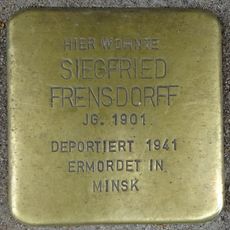 HIER WOHNTE
SIEGFRIED
FRENSDORFF
JG. 1901
DEPORTIERT 1941
ERMORDET IN
MINSK